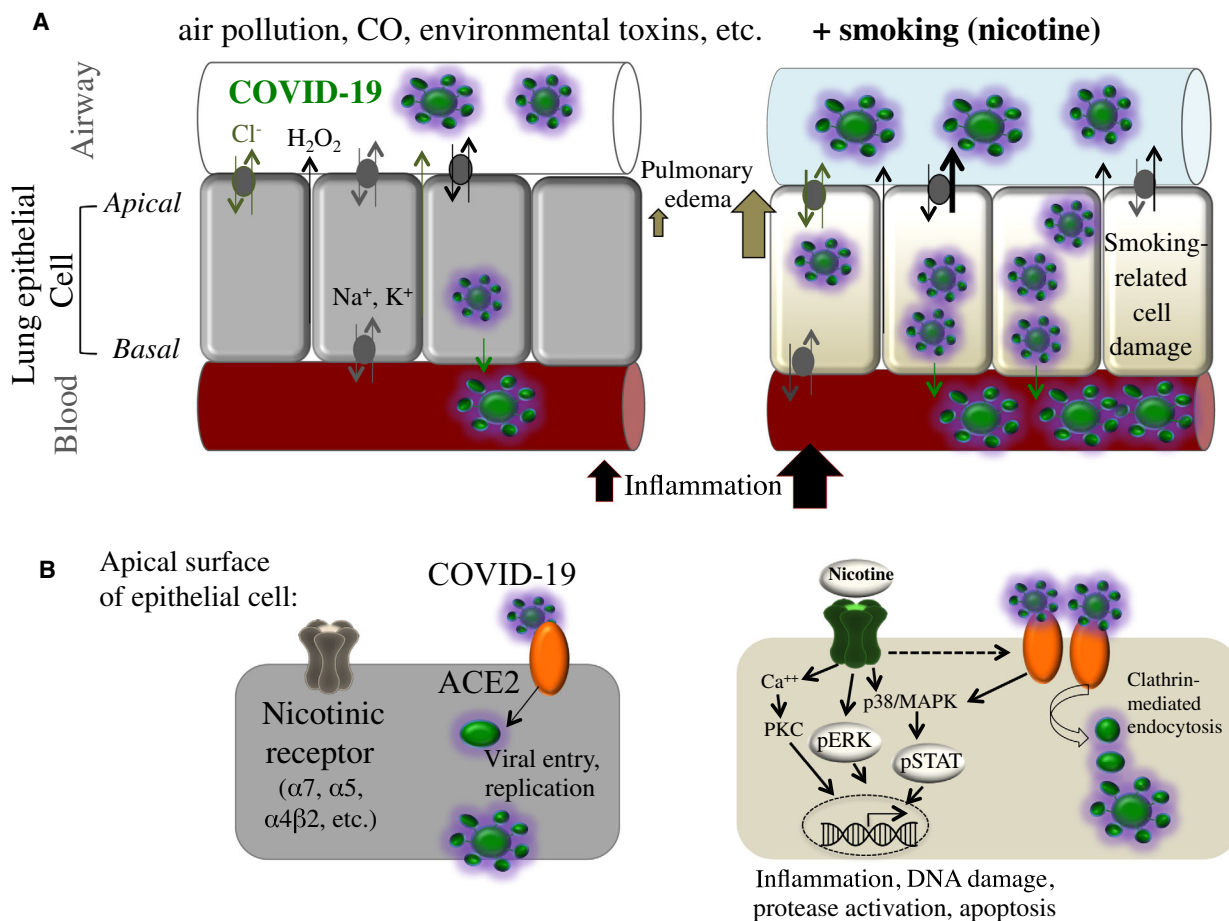 A
air pollution, CO, environmental toxins, etc. + smoking (nicotine)
Airway
COVID-19
Cl⁻
H₂O₂
Pulmonary
edema
Lung epithelial
Cell
Apical
Basal
Na⁺, K⁺
Smoking-
related
cell
damage
Blood
Inflammation
B
Apical surface
of epithelial cell:
COVID-19
ACE2
Nicotinic
receptor
(α7, α5,
α4β2, etc.)
Viral entry,
replication
Nicotine
Ca⁺⁺
PKC
p38/MAPK
pERK
pSTAT
Clathrin-
mediated
endocytosis
Inflammation, DNA damage,
protease activation, apoptosis